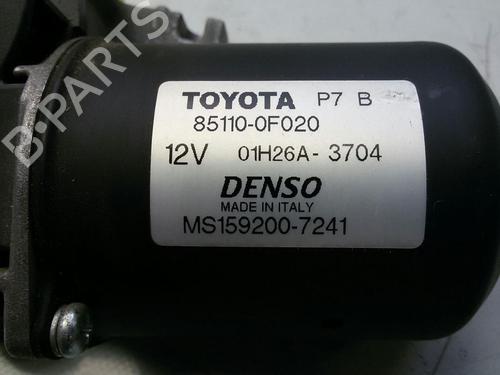 TOYOTA P7 B
85110-0F020
12V 01H26A-3704
DENSO
MADE IN ITALY
MS159200-7241
B-PARTS